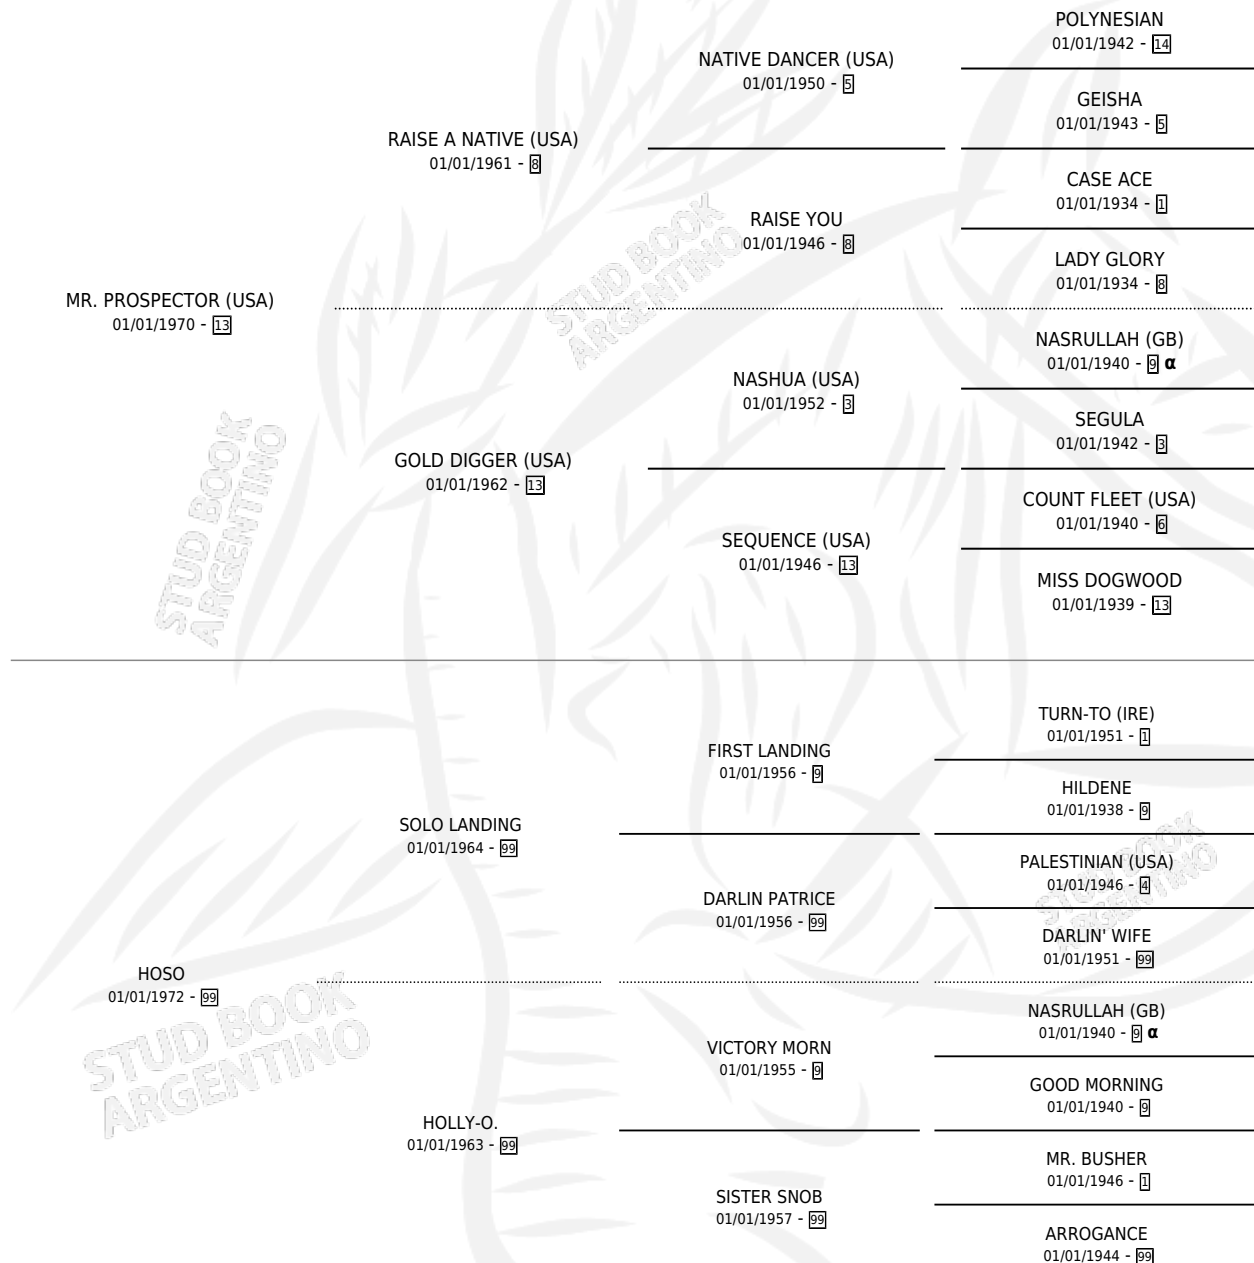 POLYNESIAN
01/01/1942 - 14
NATIVE DANCER (USA)
01/01/1950 - 5
GEISHA
01/01/1943 - 5
RAISE A NATIVE (USA)
01/01/1961 - 8
CASE ACE
01/01/1934 - 1
RAISE YOU
01/01/1946 - 8
LADY GLORY
01/01/1934 - 8
MR. PROSPECTOR (USA)
01/01/1970 - 13
NASRULLAH (GB)
01/01/1940 - 9 α
NASHUA (USA)
01/01/1952 - 3
SEGULA
01/01/1942 - 3
GOLD DIGGER (USA)
01/01/1962 - 13
COUNT FLEET (USA)
01/01/1940 - 6
SEQUENCE (USA)
01/01/1946 - 13
MISS DOGWOOD
01/01/1939 - 13
TURN-TO (IRE)
01/01/1951 - 1
FIRST LANDING
01/01/1956 - 9
HILDENE
01/01/1938 - 9
SOLO LANDING
01/01/1964 - 99
PALESTINIAN (USA)
01/01/1946 - 4
DARLIN PATRICE
01/01/1956 - 99
DARLIN' WIFE
01/01/1951 - 99
HOSO
01/01/1972 - 99
NASRULLAH (GB)
01/01/1940 - 9 α
VICTORY MORN
01/01/1955 - 9
GOOD MORNING
01/01/1940 - 9
HOLLY-O.
01/01/1963 - 99
MR. BUSHER
01/01/1946 - 1
SISTER SNOB
01/01/1957 - 99
ARROGANCE
01/01/1944 - 99
STUD BOOK
ARGENTINO
STUD BOOK
ARGENTINO
STUD BOOK
ARGENTINO
STUD BOOK
ARGENTINO